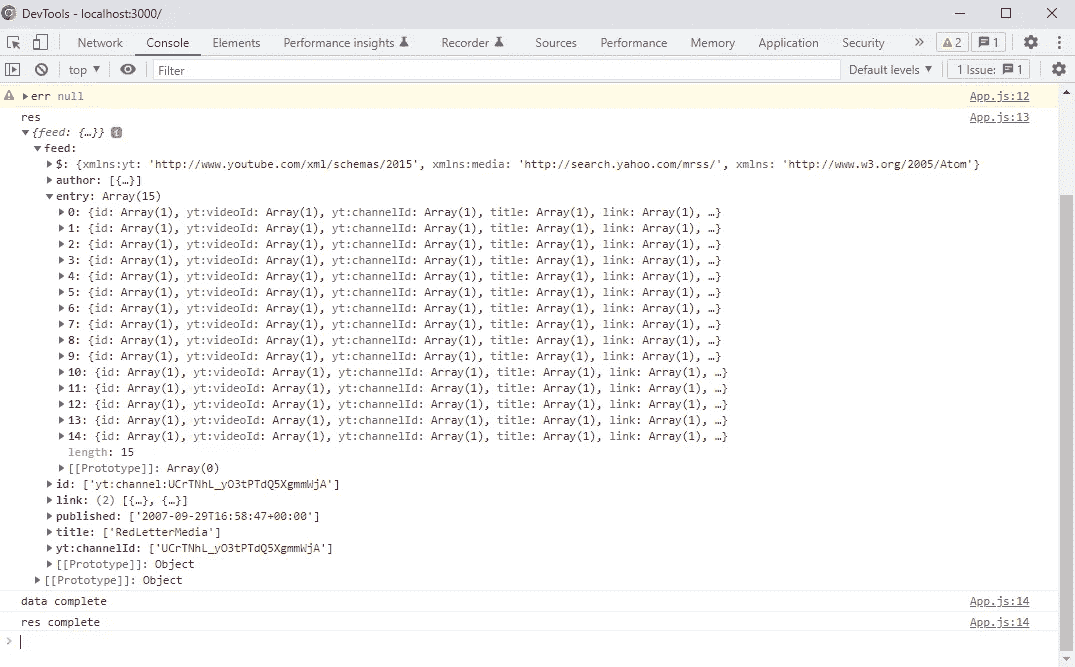 DevTools - localhost:3000/
Network Console Elements Performance insights Recorder Sources Performance Memory Application Security » 2 1
top ▼ Filter Default levels ▼ 1 Issue: 1
▶err null App.js:12
res App.js:13
▼{feed: {…}} i
▼feed:
▶$: {xmlns:yt: 'http://www.youtube.com/xml/schemas/2015', xmlns:media: 'http://search.yahoo.com/mrss/', xmlns: 'http://www.w3.org/2005/Atom'}
▶author: [{…}]
▼entry: Array(15)
▶0: {id: Array(1), yt:videoId: Array(1), yt:channelId: Array(1), title: Array(1), link: Array(1), …}
▶1: {id: Array(1), yt:videoId: Array(1), yt:channelId: Array(1), title: Array(1), link: Array(1), …}
▶2: {id: Array(1), yt:videoId: Array(1), yt:channelId: Array(1), title: Array(1), link: Array(1), …}
▶3: {id: Array(1), yt:videoId: Array(1), yt:channelId: Array(1), title: Array(1), link: Array(1), …}
▶4: {id: Array(1), yt:videoId: Array(1), yt:channelId: Array(1), title: Array(1), link: Array(1), …}
▶5: {id: Array(1), yt:videoId: Array(1), yt:channelId: Array(1), title: Array(1), link: Array(1), …}
▶6: {id: Array(1), yt:videoId: Array(1), yt:channelId: Array(1), title: Array(1), link: Array(1), …}
▶7: {id: Array(1), yt:videoId: Array(1), yt:channelId: Array(1), title: Array(1), link: Array(1), …}
▶8: {id: Array(1), yt:videoId: Array(1), yt:channelId: Array(1), title: Array(1), link: Array(1), …}
▶9: {id: Array(1), yt:videoId: Array(1), yt:channelId: Array(1), title: Array(1), link: Array(1), …}
▶10: {id: Array(1), yt:videoId: Array(1), yt:channelId: Array(1), title: Array(1), link: Array(1), …}
▶11: {id: Array(1), yt:videoId: Array(1), yt:channelId: Array(1), title: Array(1), link: Array(1), …}
▶12: {id: Array(1), yt:videoId: Array(1), yt:channelId: Array(1), title: Array(1), link: Array(1), …}
▶13: {id: Array(1), yt:videoId: Array(1), yt:channelId: Array(1), title: Array(1), link: Array(1), …}
▶14: {id: Array(1), yt:videoId: Array(1), yt:channelId: Array(1), title: Array(1), link: Array(1), …}
length: 15
▶[[Prototype]]: Array(0)
▶id: ['yt:channel:UCrTNhL_yO3tPTdQ5XgmmWjA']
▶link: (2) [{…}, {…}]
▶published: ['2007-09-29T16:58:47+00:00']
▶title: ['RedLetterMedia']
▶yt:channelId: ['UCrTNhL_yO3tPTdQ5XgmmWjA']
▶[[Prototype]]: Object
▶[[Prototype]]: Object
data complete App.js:14
res complete App.js:14
>